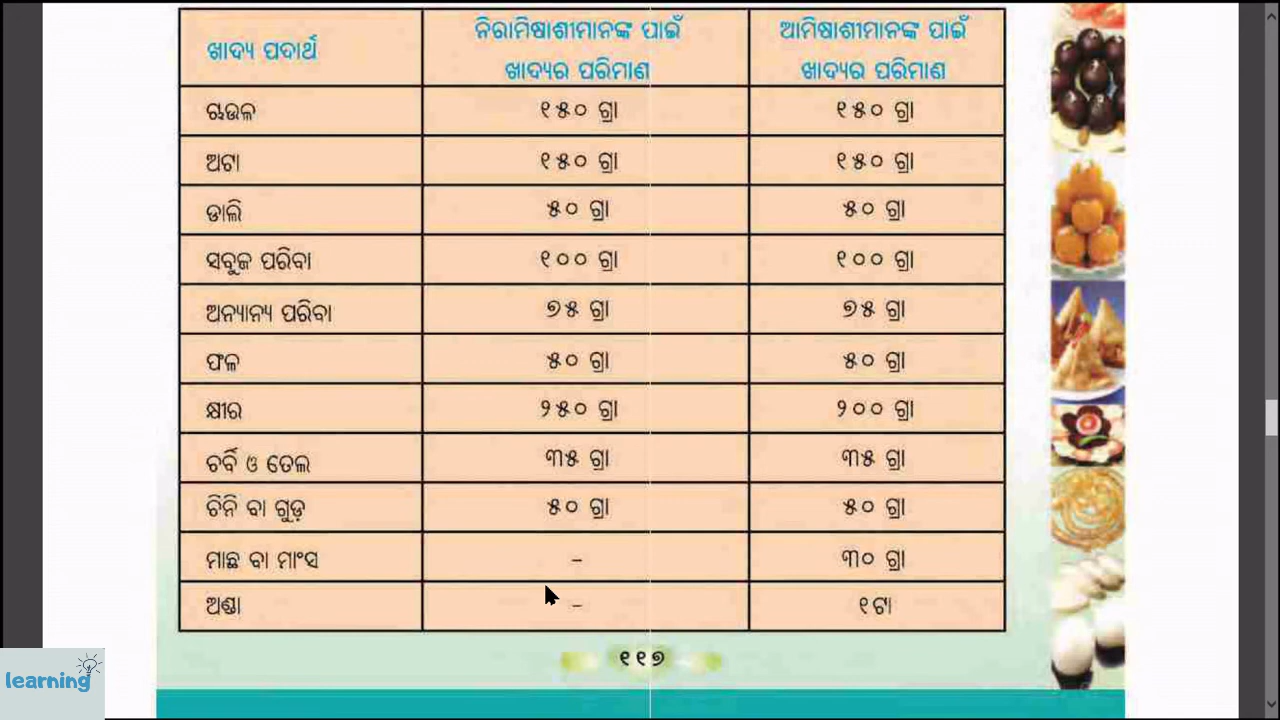 ଖାଦ୍ୟ ପଦାର୍ଥ ନିରାମିଷାଶୀମାନଙ୍କ ପାଇଁ ଖାଦ୍ୟର ପରିମାଣ ଆମିଷାଶୀମାନଙ୍କ ପାଇଁ ଖାଦ୍ୟର ପରିମାଣ
ଚାଉଳ ୧୫୦ ଗ୍ରା ୧୫୦ ଗ୍ରା
ଅଟା ୧୫୦ ଗ୍ରା ୧୫୦ ଗ୍ରା
ଡାଲି ୫୦ ଗ୍ରା ୫୦ ଗ୍ରା
ସବୁଜ ପରିବା ୧୦୦ ଗ୍ରା ୧୦୦ ଗ୍ରା
ଅନ୍ୟାନ୍ୟ ପରିବା ୭୫ ଗ୍ରା ୭୫ ଗ୍ରା
ଫଳ ୫୦ ଗ୍ରା ୫୦ ଗ୍ରା
କ୍ଷୀର ୨୫୦ ଗ୍ରା ୨୦୦ ଗ୍ରା
ଚର୍ବି ଓ ତେଲ ୩୫ ଗ୍ରା ୩୫ ଗ୍ରା
ଚିନି ବା ଗୁଡ଼ ୫୦ ଗ୍ରା ୫୦ ଗ୍ରା
ମାଛ ବା ମାଂସ – ୩୦ ଗ୍ରା
ଅଣ୍ଡା – ୧ଟା
୧୧୭
learning